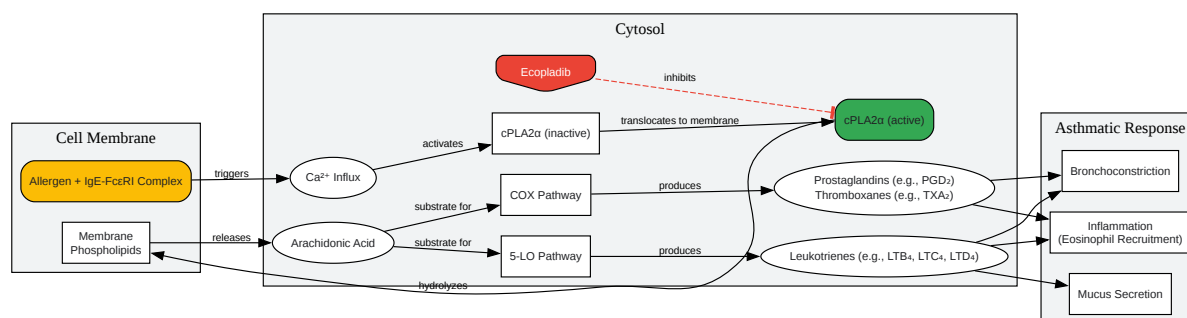 Cytosol
Ecopladib
inhibits
Cell Membrane
Allergen + IgE-FcεRI Complex
triggers
Ca²⁺ Influx
activates
cPLA2α (inactive)
translocates to membrane
cPLA2α (active)
Asthmatic Response
Membrane
Phospholipids
releases
Arachidonic Acid
substrate for
COX Pathway
produces
Prostaglandins (e.g., PGD₂)
Thromboxanes (e.g., TXA₂)
Bronchoconstriction
substrate for
5-LO Pathway
produces
Leukotrienes (e.g., LTB₄, LTC₄, LTD₄)
Inflammation
(Eosinophil Recruitment)
hydrolyzes
Mucus Secretion